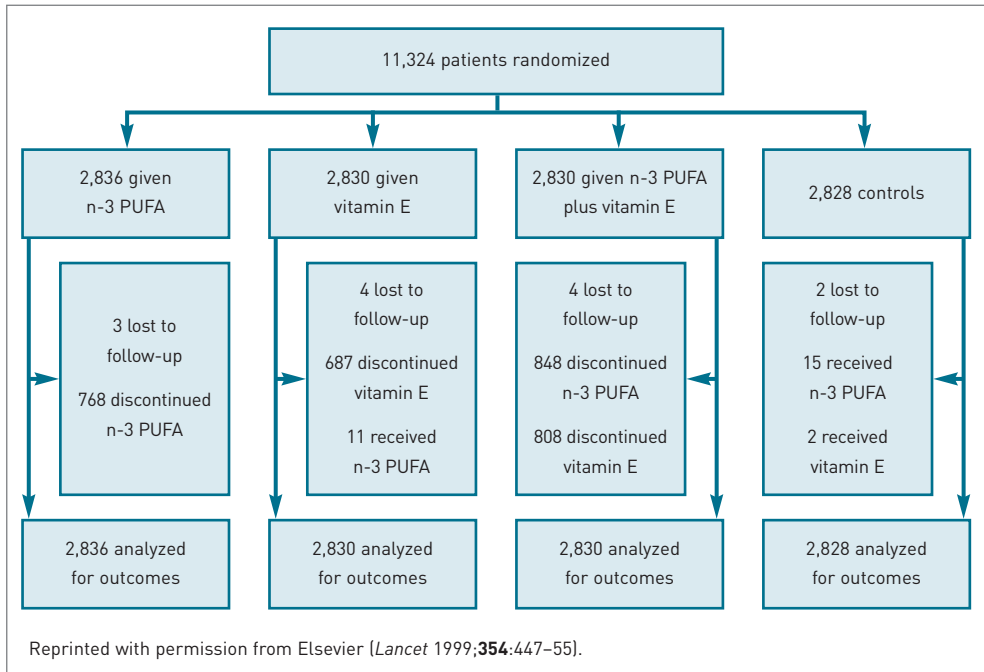 11,324 patients randomized
2,836 given
n-3 PUFA
2,830 given
vitamin E
2,830 given n-3 PUFA
plus vitamin E
2,828 controls
3 lost to
follow-up
768 discontinued
n-3 PUFA
4 lost to
follow-up
687 discontinued
vitamin E
11 received
n-3 PUFA
4 lost to
follow-up
848 discontinued
n-3 PUFA
808 discontinued
vitamin E
2 lost to
follow-up
15 received
n-3 PUFA
2 received
vitamin E
2,836 analyzed
for outcomes
2,830 analyzed
for outcomes
2,830 analyzed
for outcomes
2,828 analyzed
for outcomes
Reprinted with permission from Elsevier (Lancet 1999;354:447–55).